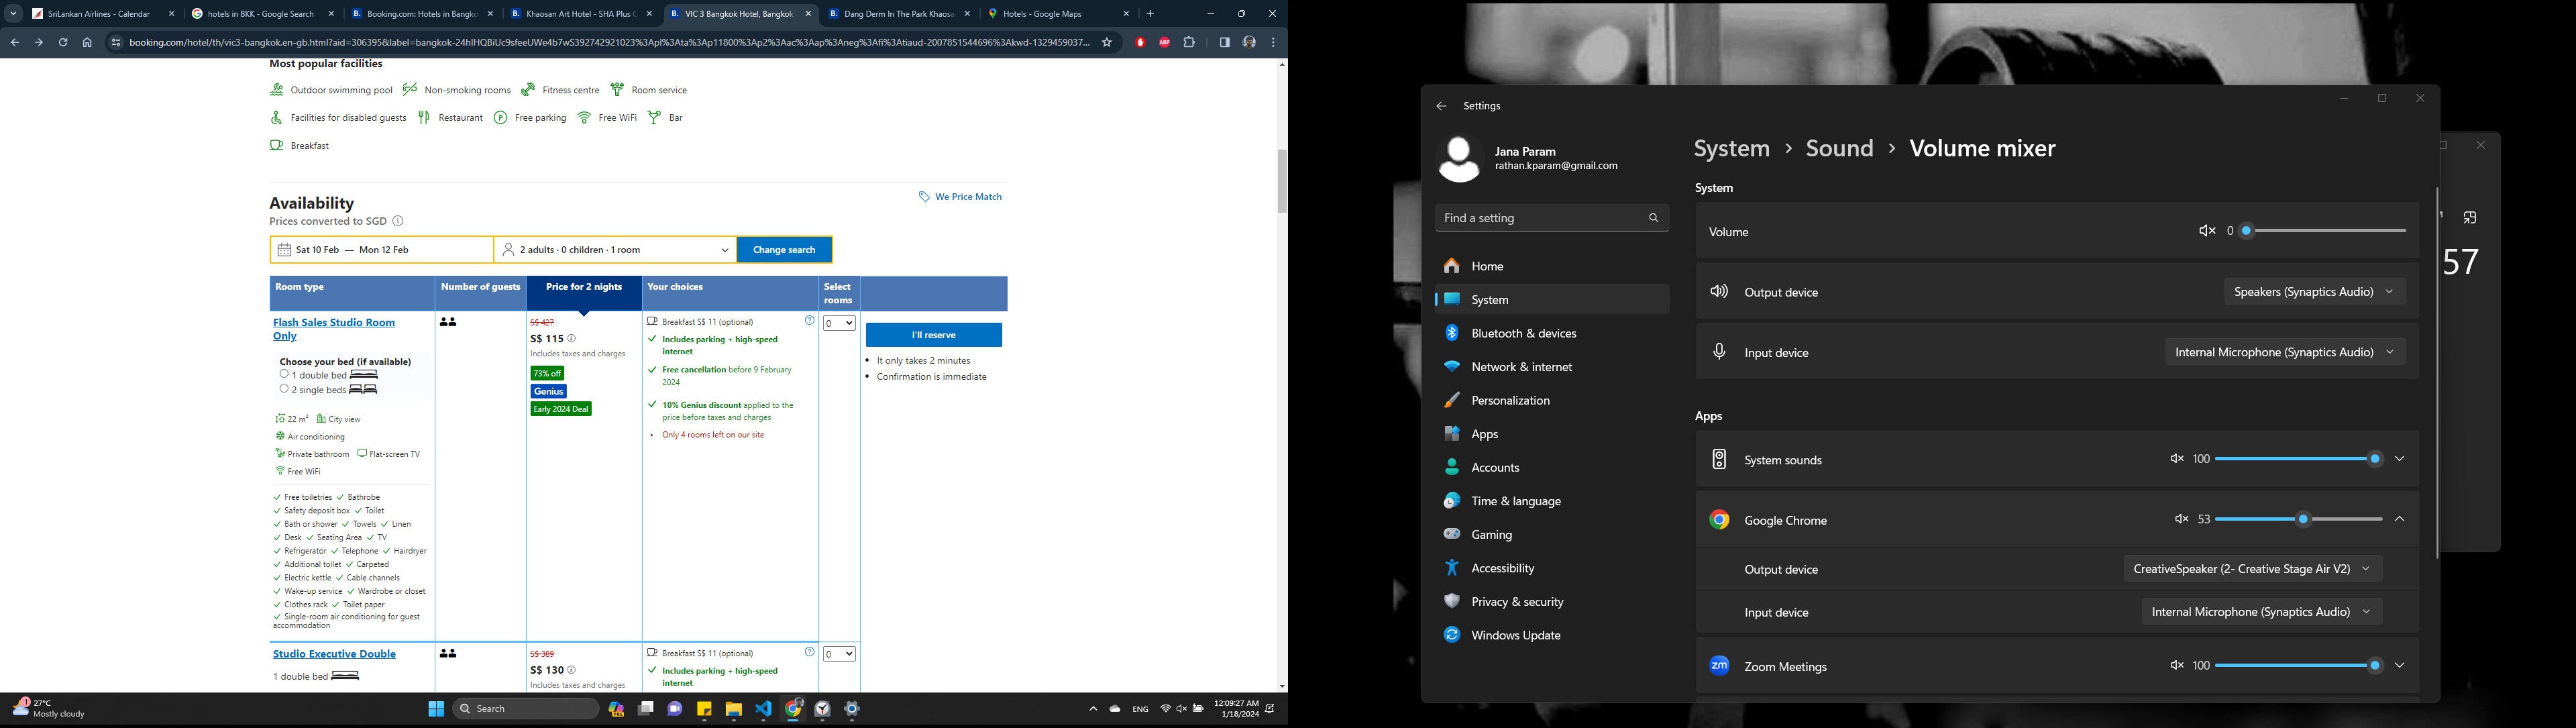 SriLankan Airlines - Calendar
hotels in BKK - Google Search
Booking.com: Hotels in Bangko
Khaosan Art Hotel - SHA Plus C
VIC 3 Bangkok Hotel, Bangkok
Dang Derm In The Park Khaosa
Hotels - Google Maps
booking.com/hotel/th/vic3-bangkok.en-gb.html?aid=306395&label=bangkok-24hIHQBiUc9sfeeUWe4b7wS392742921023%3Apl%3Ata%3Ap11800%3Ap2%3Aac%3Aap%3Aneg%3Afi%3Atiaud-2007851544696%3Akwd-1329459037...
Most popular facilities
Outdoor swimming pool Non-smoking rooms Fitness centre Room service
Facilities for disabled guests Restaurant Free parking Free WiFi Bar
Breakfast
Availability
We Price Match
Prices converted to SGD
Sat 10 Feb — Mon 12 Feb
2 adults · 0 children · 1 room
Change search
Room type
Number of guests
Price for 2 nights
Your choices
Select rooms
Flash Sales Studio Room
Only
Choose your bed (if available)
1 double bed
2 single beds
22 m² City view
Air conditioning
Private bathroom Flat-screen TV
Free WiFi
Free toiletries Bathrobe
Safety deposit box Toilet
Bath or shower Towels Linen
Desk Seating Area TV
Refrigerator Telephone Hairdryer
Additional toilet Carpeted
Electric kettle Cable channels
Wake-up service Wardrobe or closet
Clothes rack Toilet paper
Single-room air conditioning for guest
accommodation
S$ 427
S$ 115
Includes taxes and charges
73% off
Genius
Early 2024 Deal
Breakfast S$ 11 (optional)
Includes parking + high-speed
internet
Free cancellation before 9 February
2024
10% Genius discount applied to the
price before taxes and charges
• Only 4 rooms left on our site
0
I'll reserve
• It only takes 2 minutes
• Confirmation is immediate
Studio Executive Double
1 double bed
S$ 389
S$ 130
Includes taxes and charges
Breakfast S$ 11 (optional)
Includes parking + high-speed
internet
0
1
27°C
Mostly cloudy
Search
ENG
12:09:27 AM
1/18/2024
Settings
Jana Param
rathan.kparam@gmail.com
Find a setting
Home
System
Bluetooth & devices
Network & internet
Personalization
Apps
Accounts
Time & language
Gaming
Accessibility
Privacy & security
Windows Update
System > Sound > Volume mixer
System
Volume 0
Output device Speakers (Synaptics Audio)
Input device Internal Microphone (Synaptics Audio)
Apps
System sounds 100
Google Chrome 53
Output device CreativeSpeaker (2- Creative Stage Air V2)
Input device Internal Microphone (Synaptics Audio)
zm
Zoom Meetings 100
57